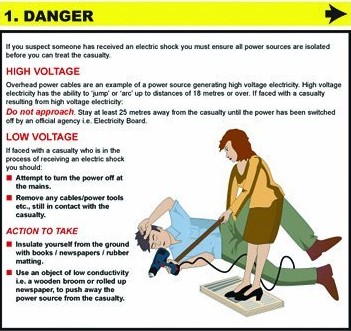 1. DANGER
If you suspect someone has received an electric shock you must ensure all power sources are isolated
before you can treat the casualty.
HIGH VOLTAGE
Overhead power cables are an example of a power source generating high voltage electricity. High voltage
electricity has the ability to 'jump' or 'arc' up to distances of 18 metres or over. If faced with a casualty
resulting from high voltage electricity:
Do not approach. Stay at least 25 metres away from the casualty until the power has been switched
off by an official agency i.e. Electricity Board.
LOW VOLTAGE
If faced with a casualty who is in the
process of receiving an electric shock
you should:
Attempt to turn the power off at
the mains.
Remove any cables/power tools
etc., still in contact with the
casualty.
ACTION TO TAKE
Insulate yourself from the ground
with books / newspapers / rubber
matting.
Use an object of low conductivity
i.e. a wooden broom or rolled up
newspaper, to push away the
power source from the casualty.